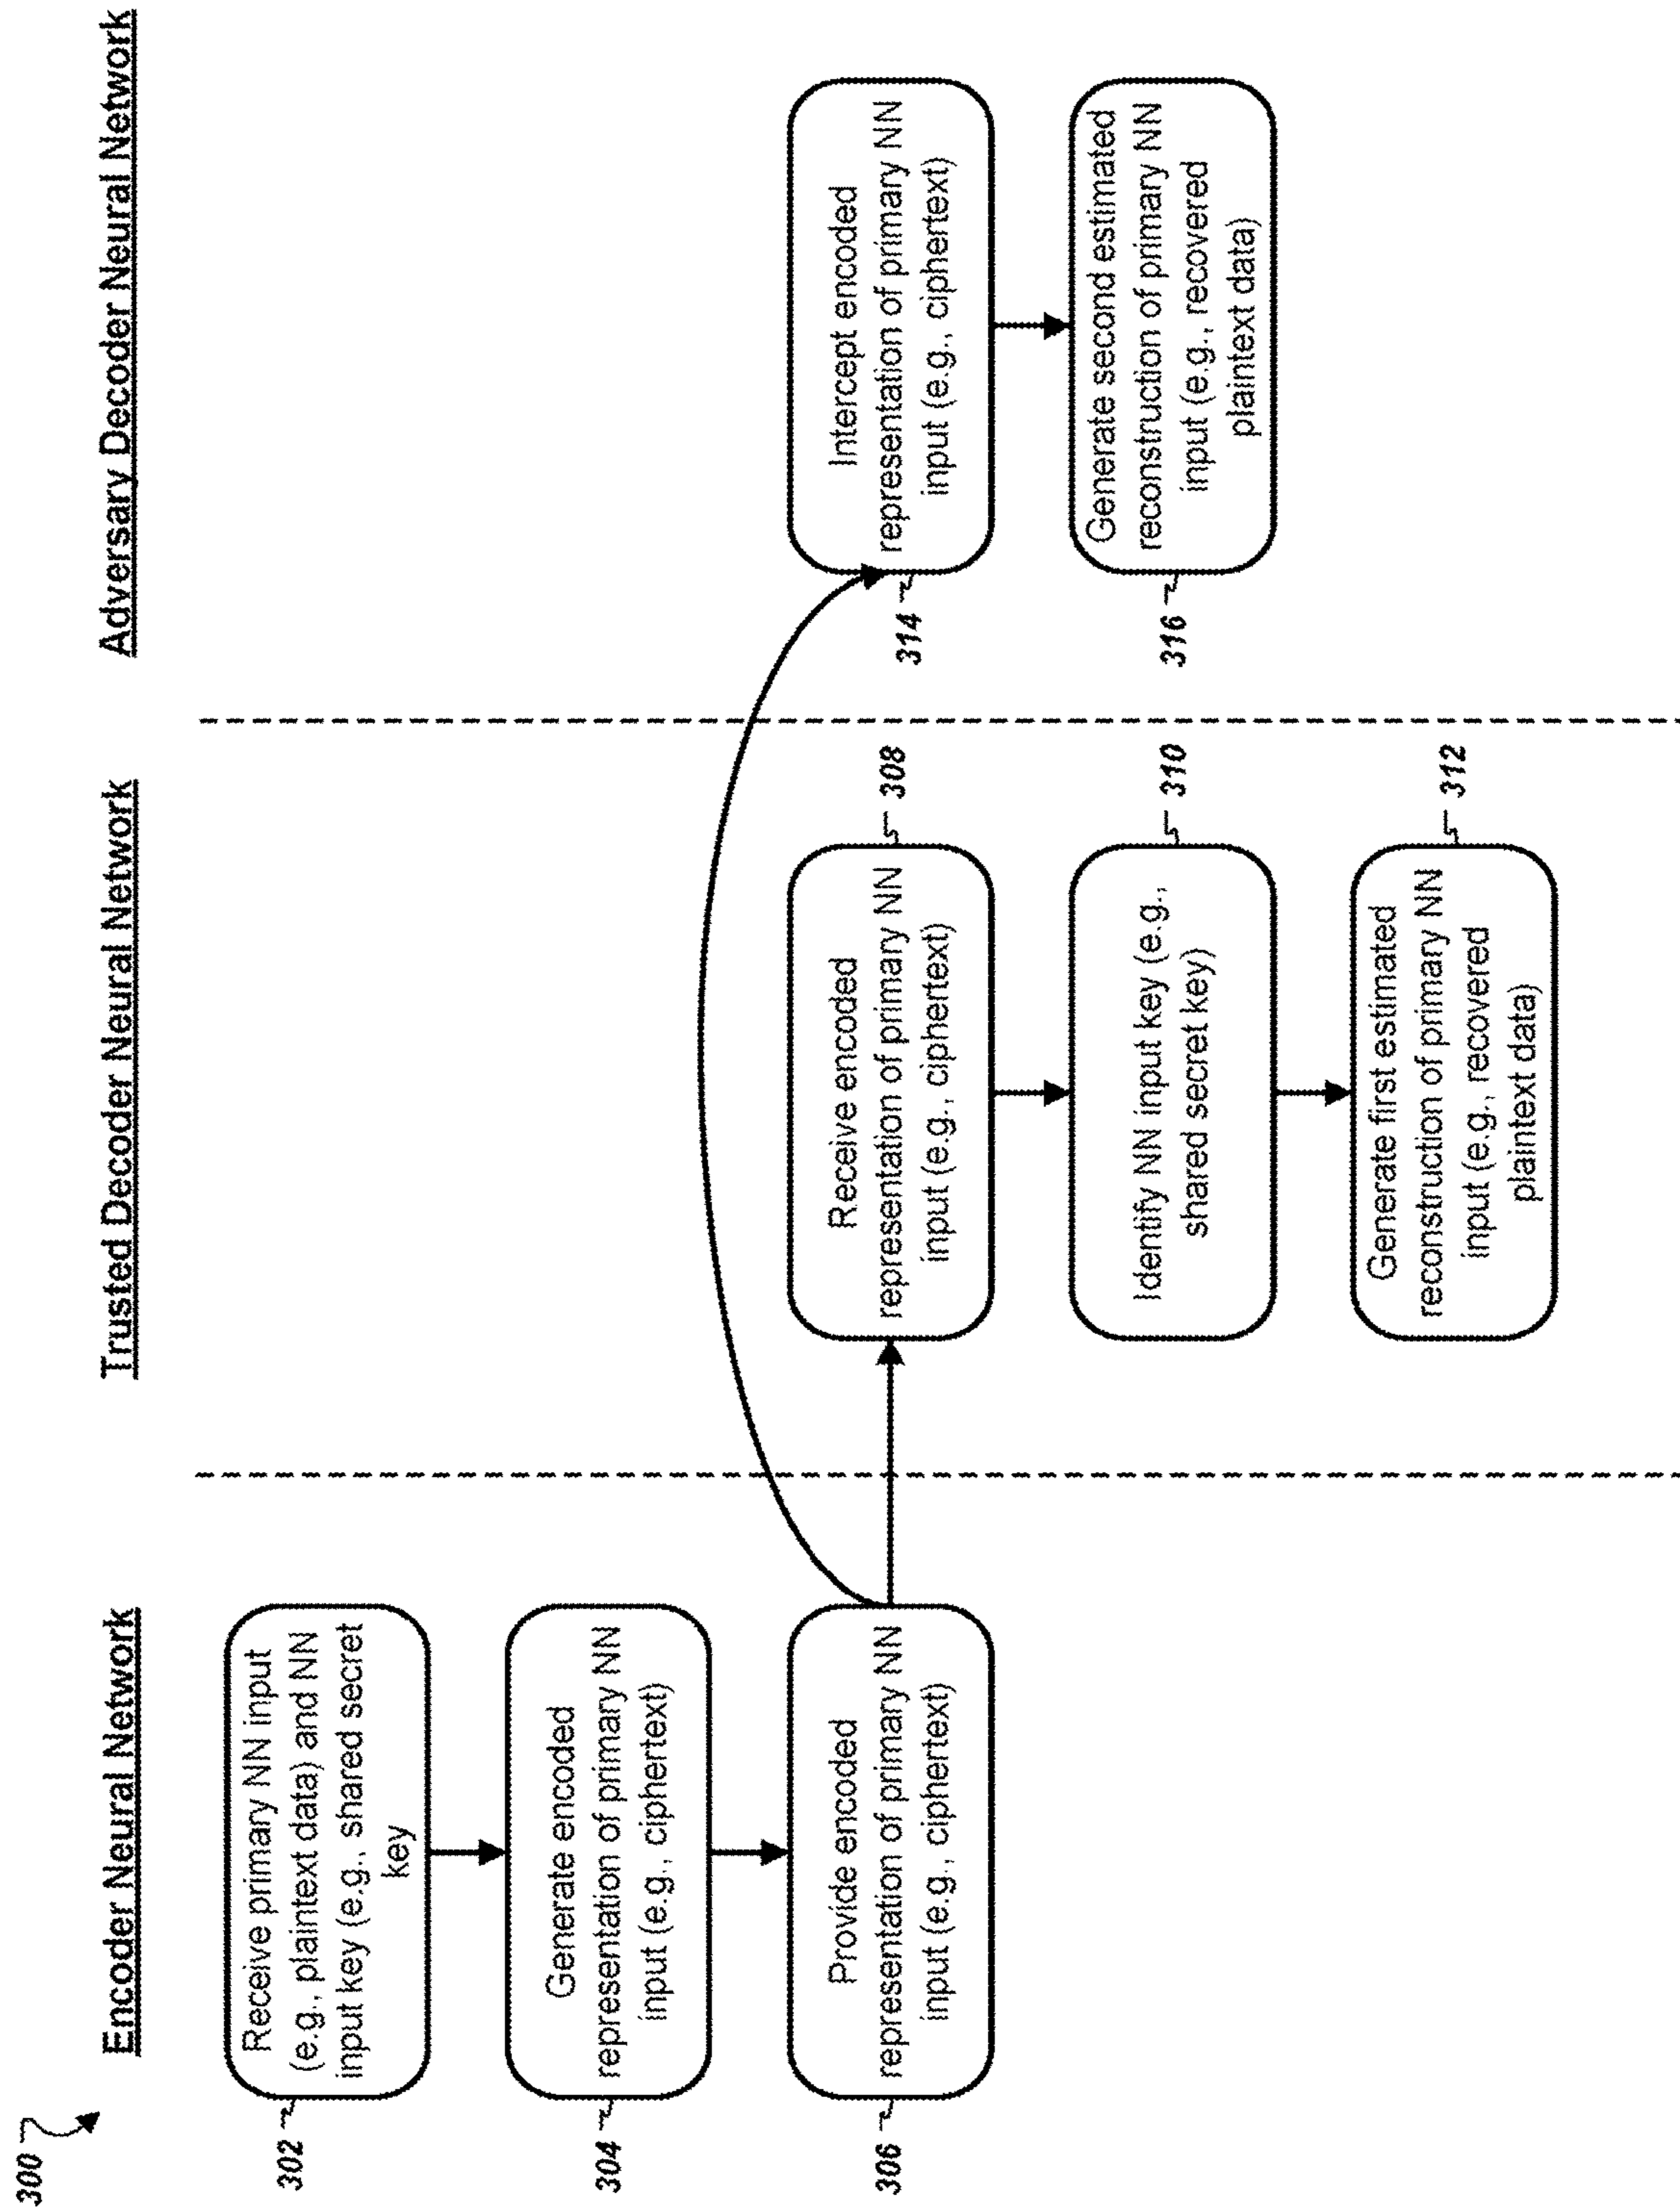 300
Encoder Neural Network
Trusted Decoder Neural Network
Adversary Decoder Neural Network
302
Receive primary NN input
(e.g., plaintext data) and NN
input key (e.g., shared secret
key
304
Generate encoded
representation of primary NN
input (e.g., ciphertext)
306
Provide encoded
representation of primary NN
input (e.g., ciphertext)
308
Receive encoded
representation of primary NN
input (e.g., ciphertext)
310
Identify NN input key (e.g.,
shared secret key)
312
Generate first estimated
reconstruction of primary NN
input (e.g., recovered
plaintext data)
314
Intercept encoded
representation of primary NN
input (e.g., ciphertext)
316
Generate second estimated
reconstruction of primary NN
input (e.g., recovered
plaintext data)